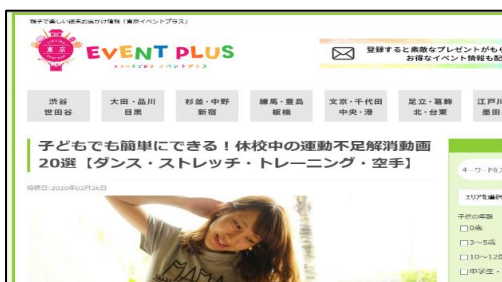 親子で楽しい週末お出かけ情報「東京イベントプラス」
東京
EVENT PLUS
登録すると素敵なプレゼントがもら
お得なイベント情報も配
渋谷
世田谷
大田・品川
目黒
杉並・中野
新宿
練馬・豊島
板橋
文京・千代田
中央・港
足立・葛飾
北・台東
江戸川
墨田
子どもでも簡単にできる！休校中の運動不足解消動画
20選【ダンス・ストレッチ・トレーニング・空手】
投稿日:2020年03月26日
キーワードを入
エリアを選択
子供の年齢
0歳
3～5歳
10～12歳
中学生・